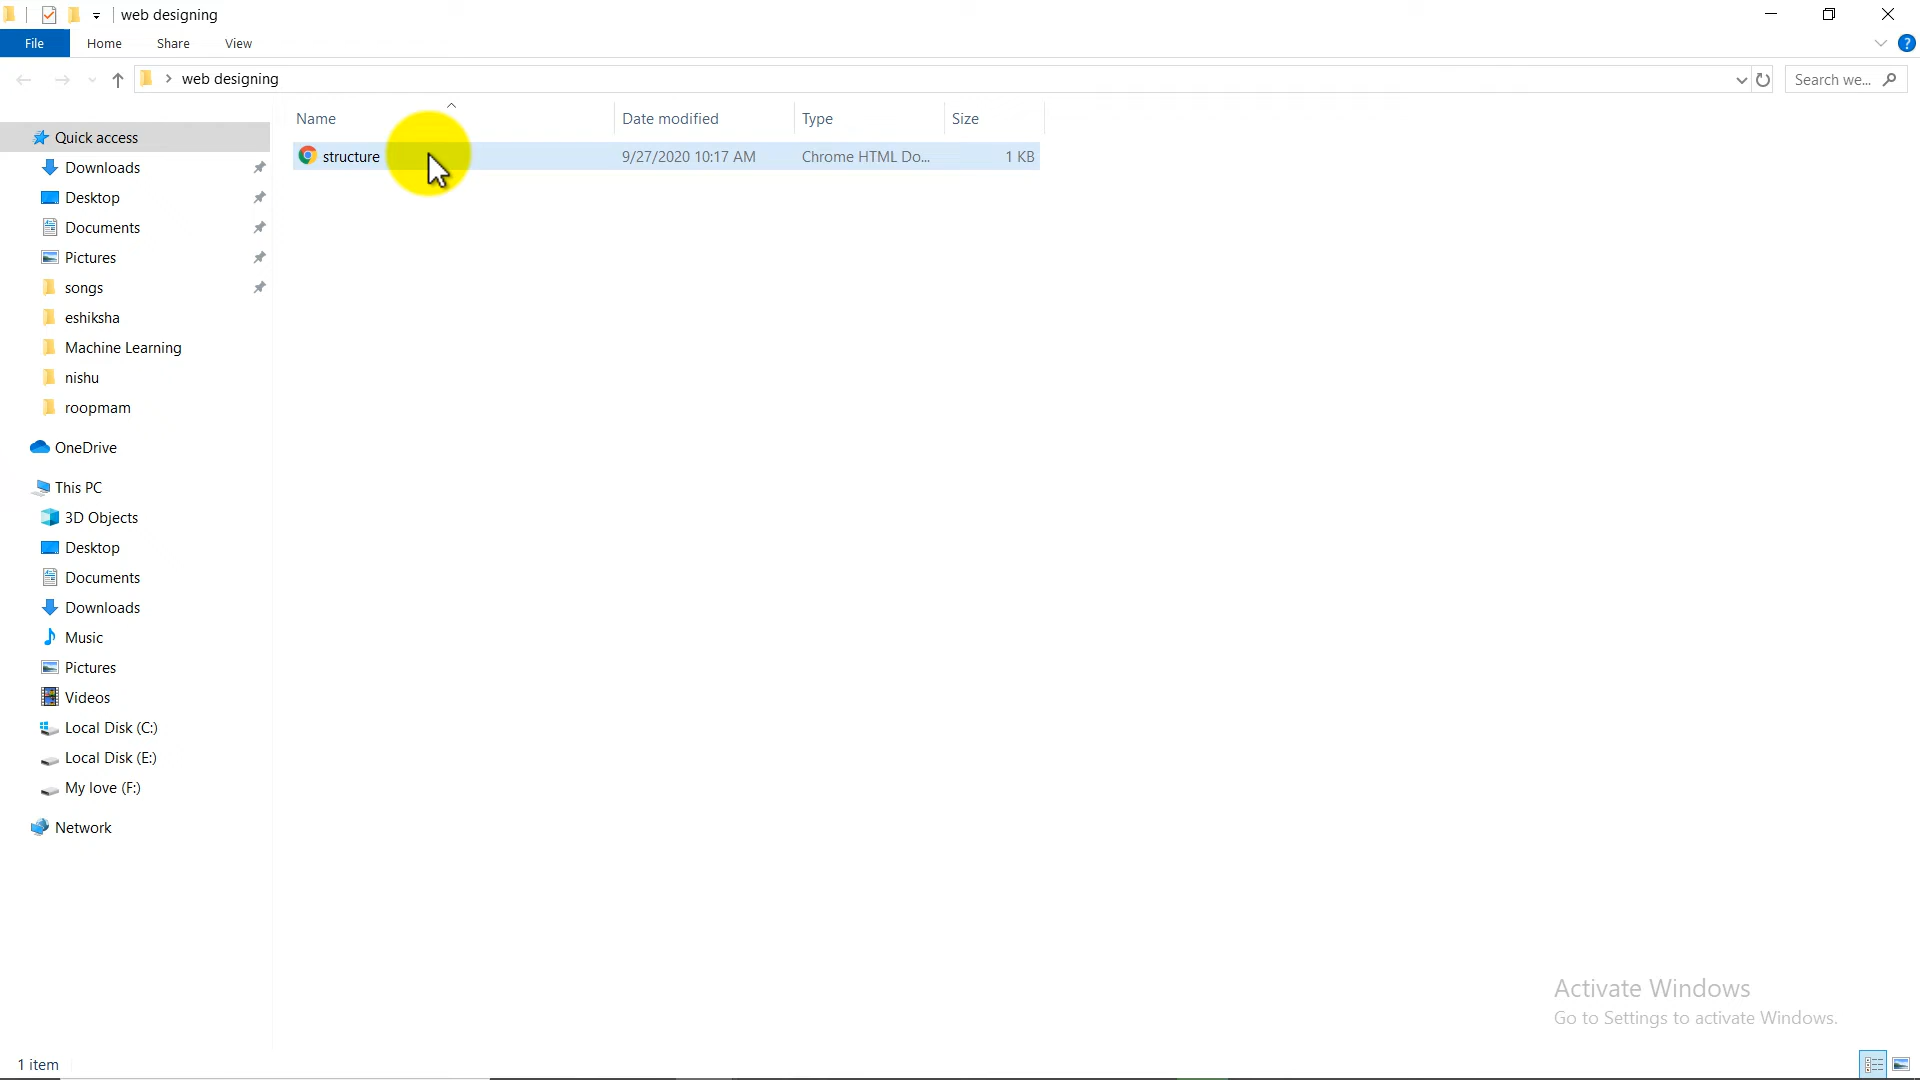 web designing
File Home Share View
web designing
Search we...
Name Date modified Type Size
structure 9/27/2020 10:17 AM Chrome HTML Do... 1 KB
Quick access
Downloads
Desktop
Documents
Pictures
songs
eshiksha
Machine Learning
nishu
roopmam
OneDrive
This PC
3D Objects
Desktop
Documents
Downloads
Music
Pictures
Videos
Local Disk (C:)
Local Disk (E:)
My love (F:)
Network
Activate Windows
Go to Settings to activate Windows.
1 item